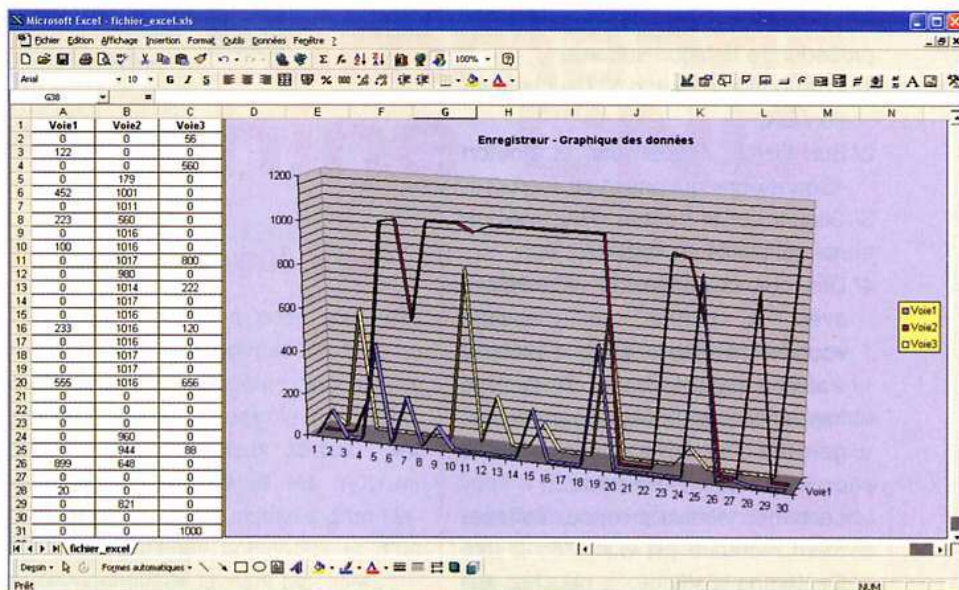 Microsoft Excel - fichier_excel.xls
Fichier Edition Affichage Insertion Format Outils Données Fenêtre ?
100%
Arial 10 G I S
G38 =
A B C D E F G H I J K L M N
1 Voie1 Voie2 Voie3
2 0 0 56
3 122 0 0
4 0 0 560
5 0 179 0
6 452 1001 0
7 0 1011 0
8 223 560 0
9 0 1016 0
10 100 1016 0
11 0 1017 800
12 0 980 0
13 0 1014 222
14 0 1017 0
15 0 1016 0
16 233 1016 120
17 0 1016 0
18 0 1017 0
19 0 1017 0
20 555 1016 656
21 0 0 0
22 0 0 0
23 0 0 0
24 0 960 0
25 0 944 88
26 899 648 0
27 0 0 0
28 20 0 0
29 0 821 0
30 0 0 0
31 0 0 1000
Enregistreur - Graphique des données
1200
1000
800
600
400
200
0
1 2 3 4 5 6 7 8 9 10 11 12 13 14 15 16 17 18 19 20 21 22 23 24 25 26 27 28 29 30
Voie1
Voie1
Voie2
Voie3
fichier_excel
Dessin Formes automatiques
Prêt
NUM